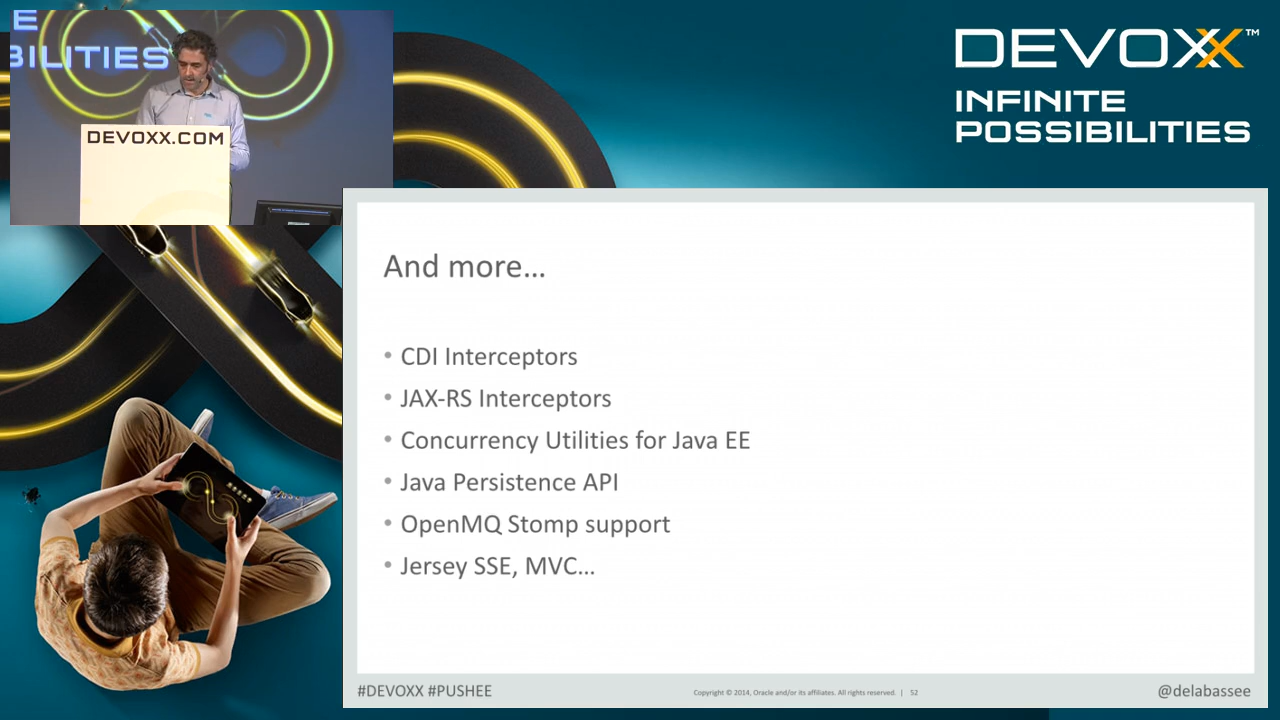 E
BILITIES
DEVOXX.COM
DEVOXX™
INFINITE
POSSIBILITIES
And more…
• CDI Interceptors
• JAX-RS Interceptors
• Concurrency Utilities for Java EE
• Java Persistence API
• OpenMQ Stomp support
• Jersey SSE, MVC…
#DEVOXX #PUSHEE
Copyright © 2014, Oracle and/or its affiliates. All rights reserved. | 52
@delabassee